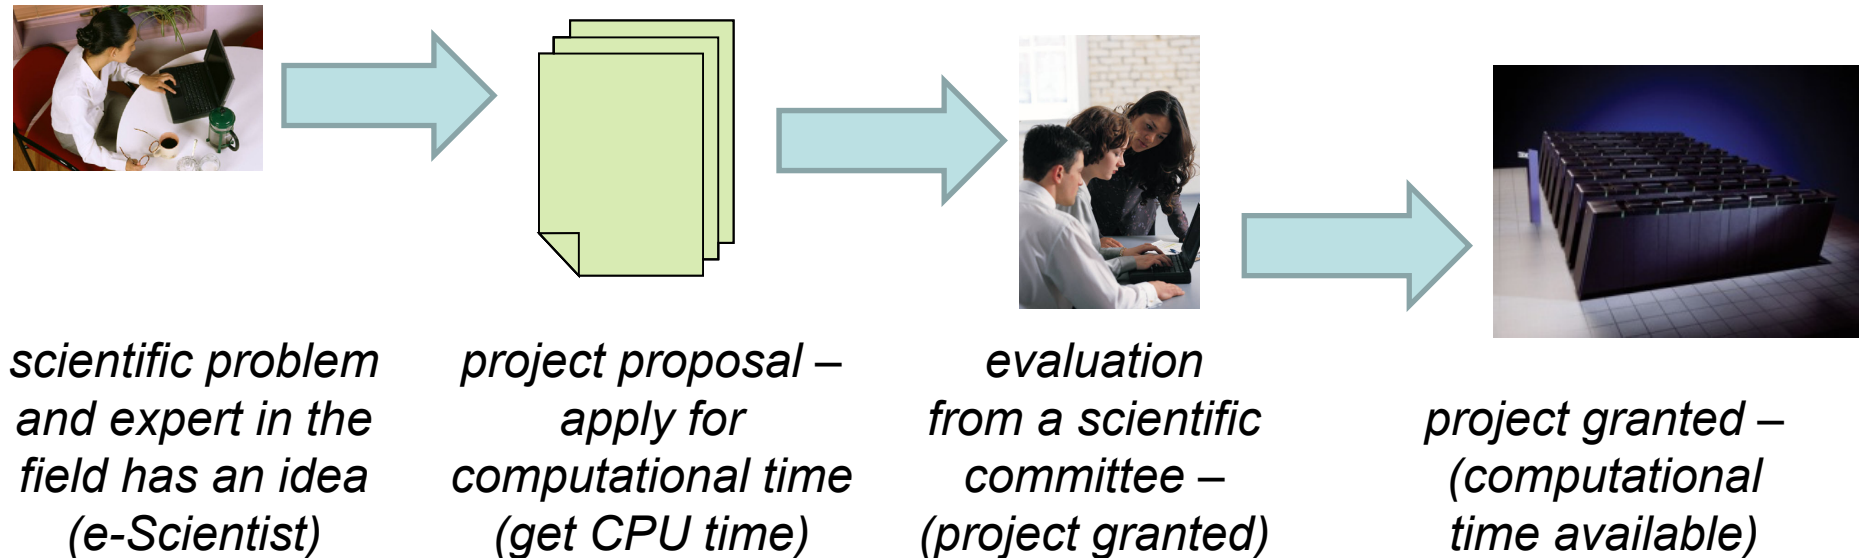 scientific problem
and expert in the
field has an idea
(e-Scientist)
project proposal –
apply for
computational time
(get CPU time)
evaluation
from a scientific
committee –
(project granted)
project granted –
(computational
time available)